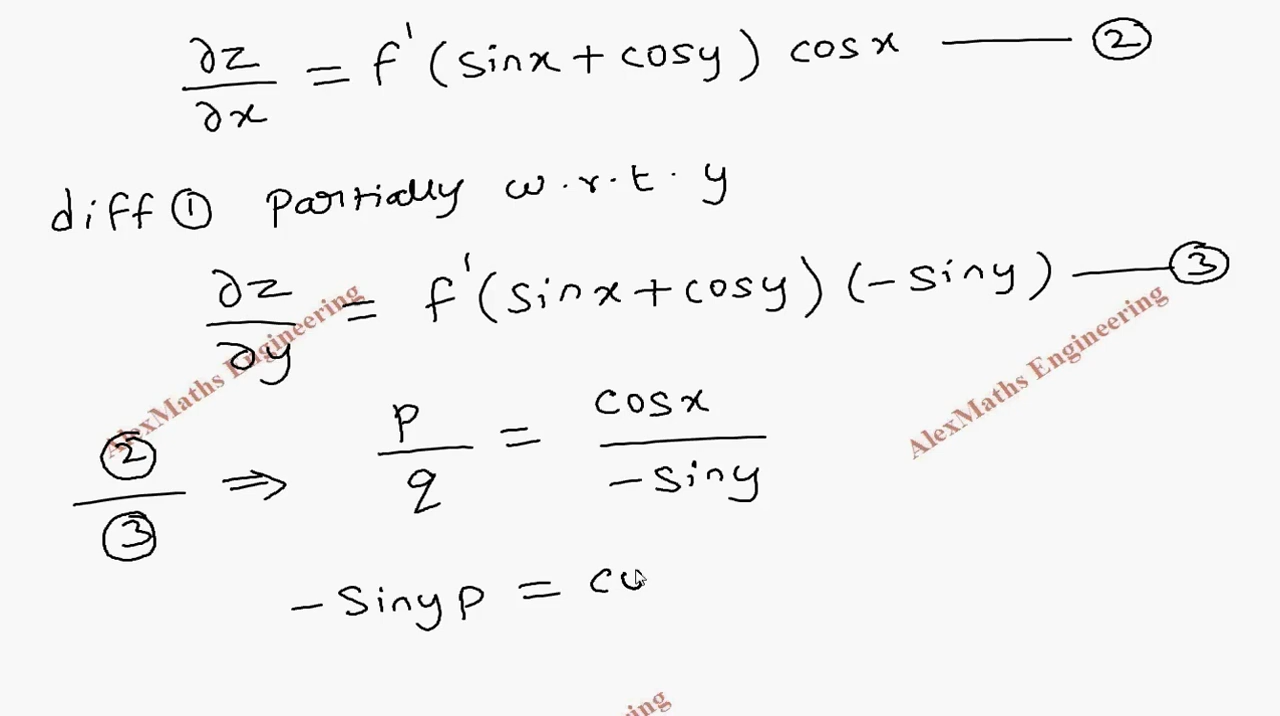 ∂z/∂x = f'(sinx + cosy) cosx —— ②
diff ① partially w.r.t. y
∂z/∂y = f'(sinx + cosy) (-siny) —— ③
AlexMaths Engineering
AlexMaths Engineering
②/③ ⇒ p/q = cosx/-siny
- siny p = co